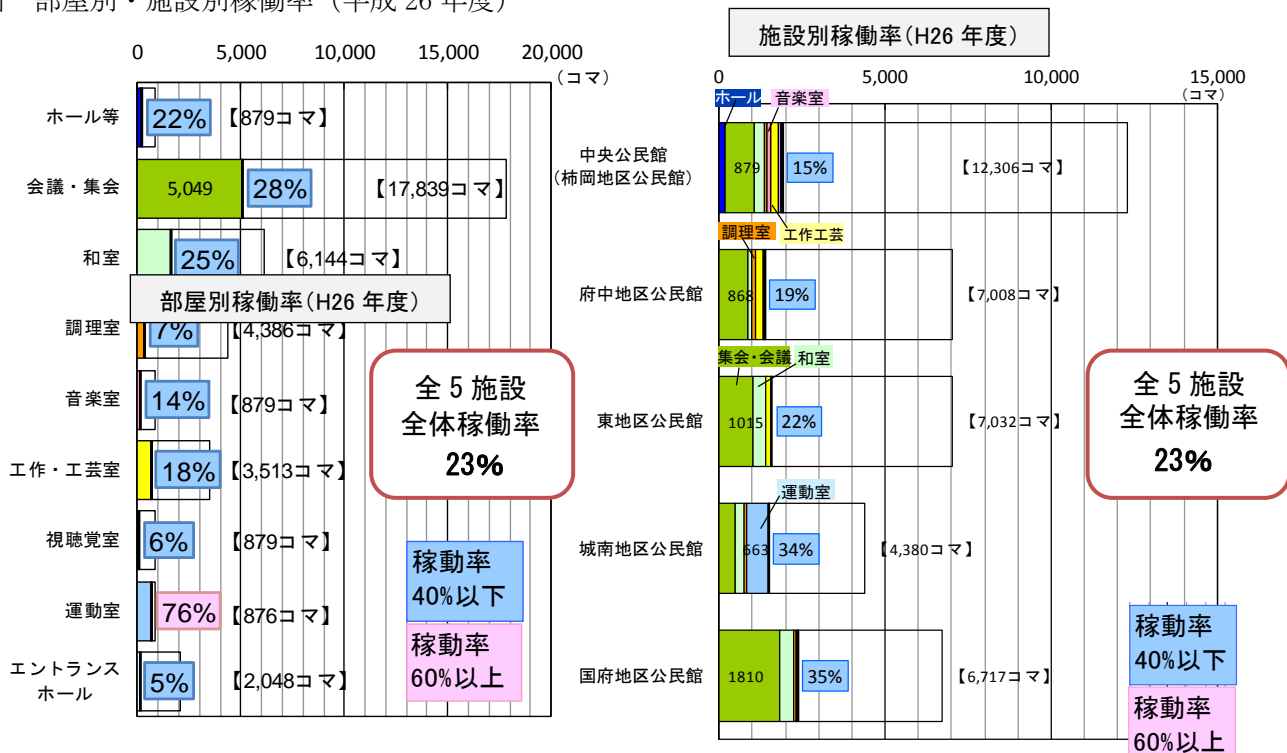 部屋別・施設別稼働率（平成 26 年度）
0 5,000 10,000 15,000 20,000
（コマ）
ホール等 22% 【879コマ】
会議・集会 5,049 28% 【17,839コマ】
和室 25% 【6,144コマ】
部屋別稼働率(H26 年度)
調理室 7% 【4,386コマ】
音楽室 14% 【879コマ】
工作・工芸室 18% 【3,513コマ】
視聴覚室 6% 【879コマ】
運動室 76% 【876コマ】
エントランス
ホール
5% 【2,048コマ】
全 5 施設
全体稼働率
23%
稼働率
40%以下
稼働率
60%以上
施設別稼働率(H26 年度)
0 5,000 10,000 15,000
（コマ）
ホール 音楽室
中央公民館
(柿岡地区公民館)
879 15% 【12,306コマ】
調理室 工作工芸
府中地区公民館 868 19% 【7,008コマ】
集会・会議 和室
東地区公民館 1015 22% 【7,032コマ】
運動室
城南地区公民館 663 34% 【4,380コマ】
国府地区公民館 1810 35% 【6,717コマ】
全 5 施設
全体稼働率
23%
稼働率
40%以下
稼働率
60%以上